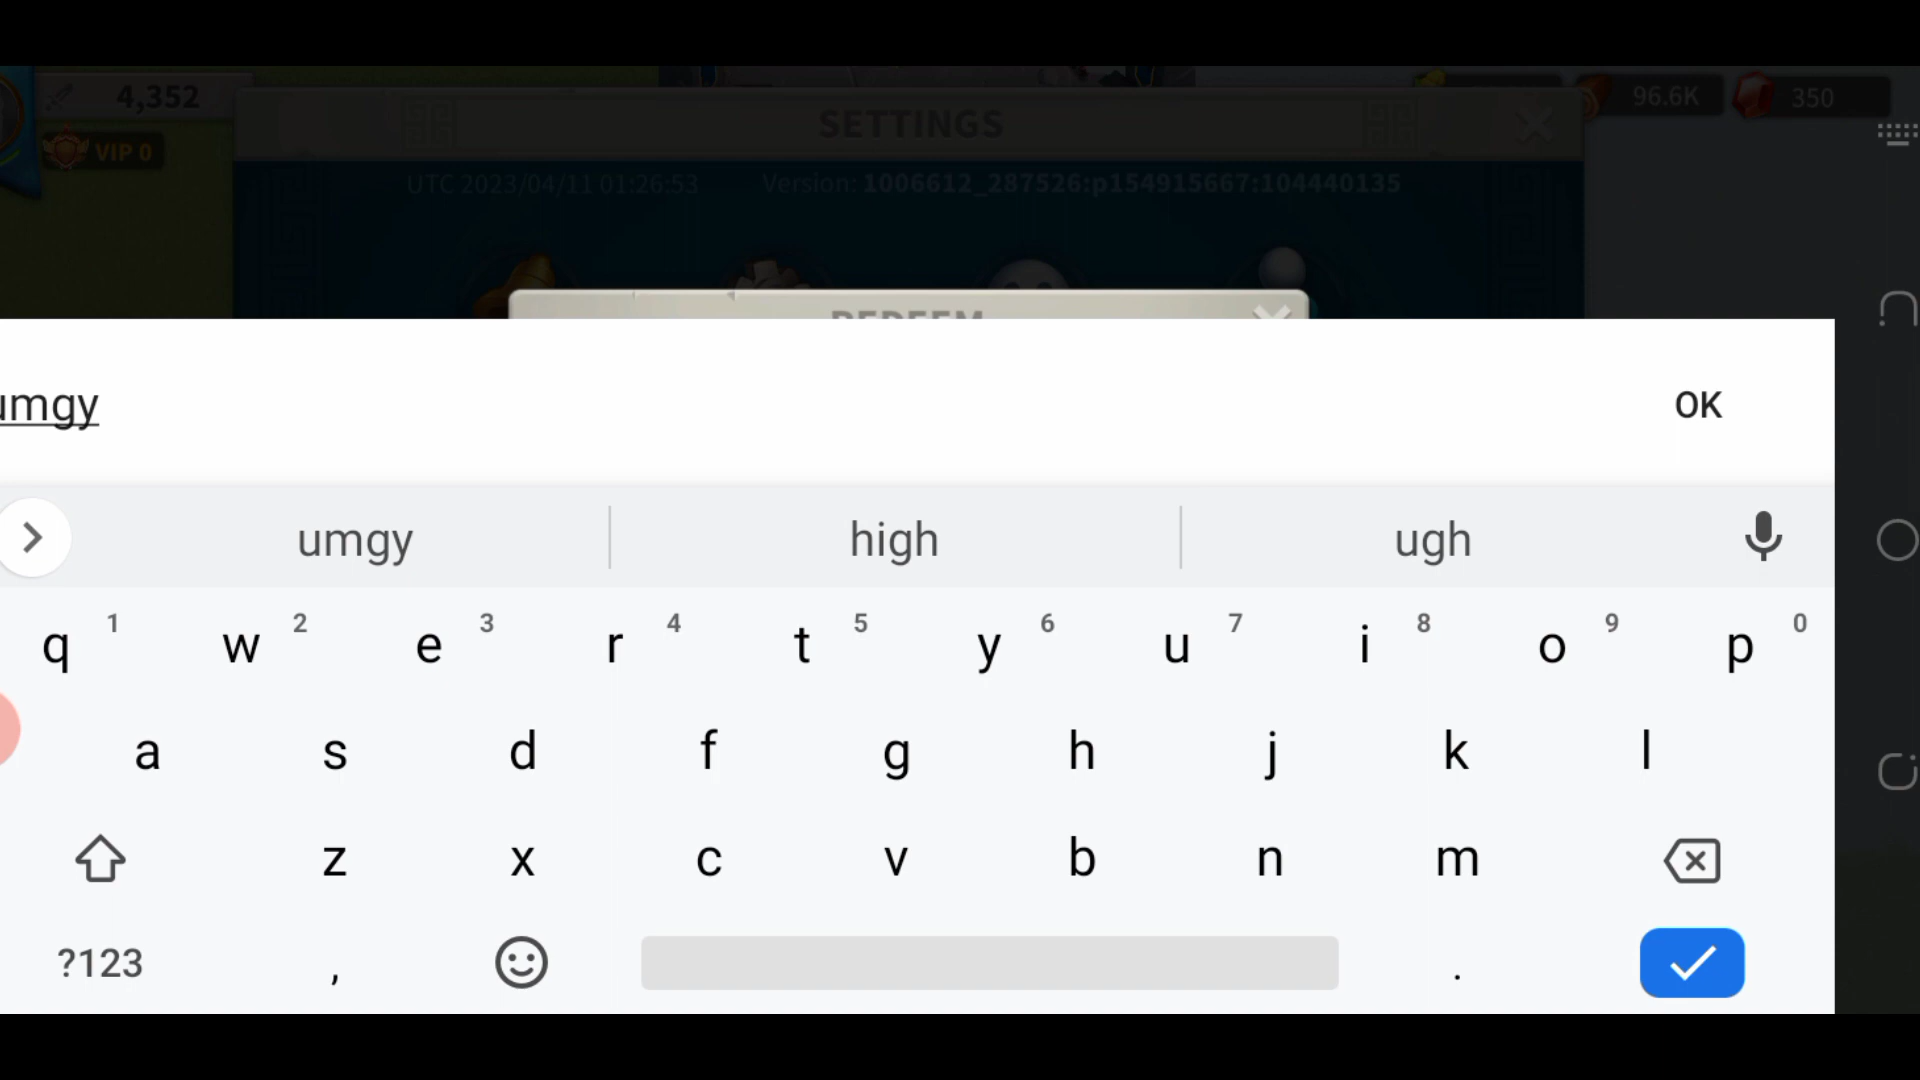 4,352
96.6K
350
SETTINGS
VIP 0
UTC 2023/04/11 01:26:53
Version: 1006612_287526:p154915667:104440135
REDEEM
umgy
OK
umgy
high
ugh
q 1 w 2 e 3 r 4 t 5 y 6 u 7 i 8 o 9 p 0
a s d f g h j k l
z x c v b n m
?123 , .